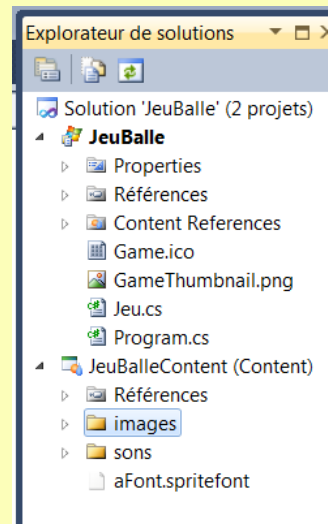 Explorateur de solutions
Solution 'JeuBalle' (2 projets)
JeuBalle
Properties
Références
Content References
Game.ico
GameThumbnail.png
Jeu.cs
Program.cs
JeuBalleContent (Content)
Références
images
sons
aFont.spritefont